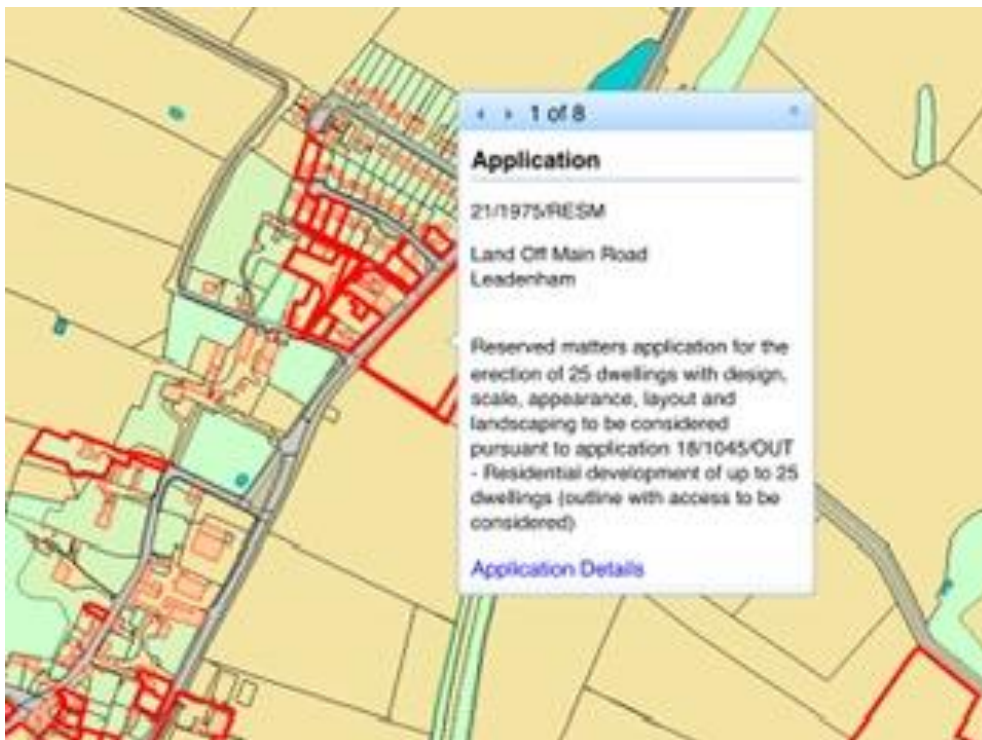 1 of 8
Application
21/1975/RESM
Land Off Main Road
Leadenham
Reserved matters application for the
erection of 25 dwellings with design,
scale, appearance, layout and
landscaping to be considered
pursuant to application 18/1045/OUT
- Residential development of up to 25
dwellings (outline with access to be
considered)
Application Details